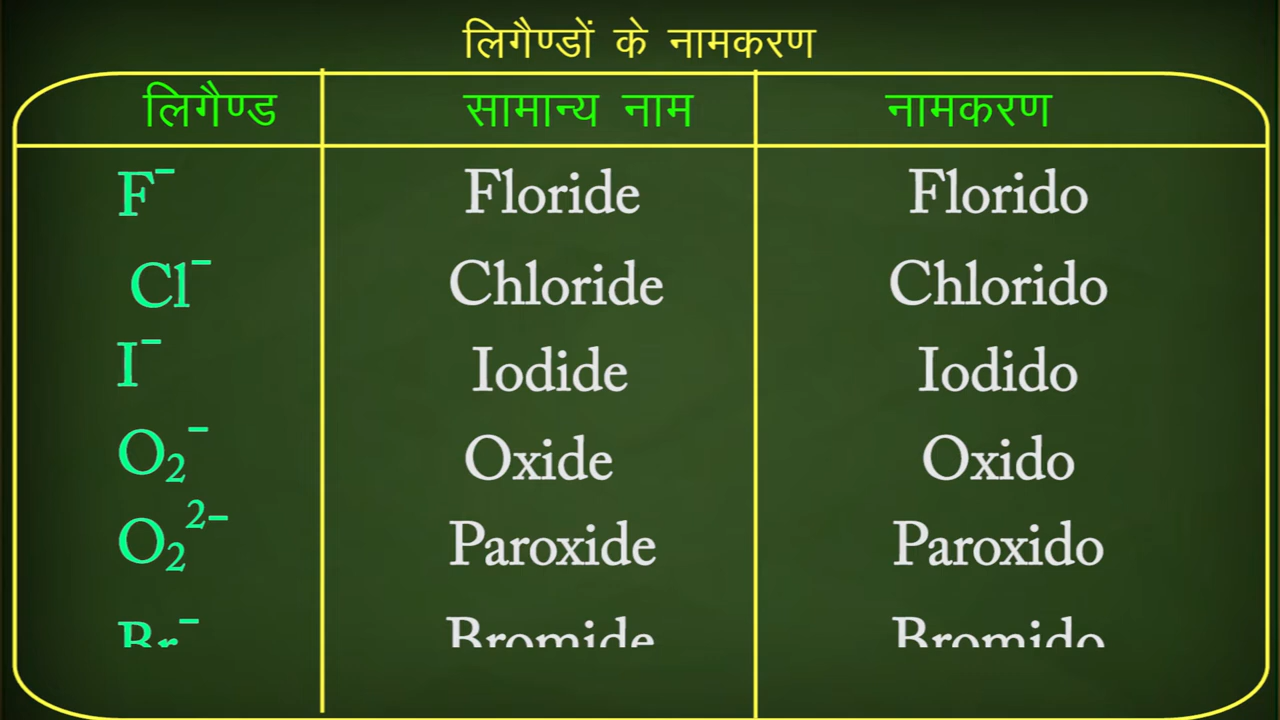 लिगैण्डों के नामकरण
लिगैण्ड सामान्य नाम नामकरण
F⁻ Floride Florido
Cl⁻ Chloride Chlorido
I⁻ Iodide Iodido
O₂⁻ Oxide Oxido
O₂²⁻ Paroxide Paroxido
Br⁻ Bromide Bromido